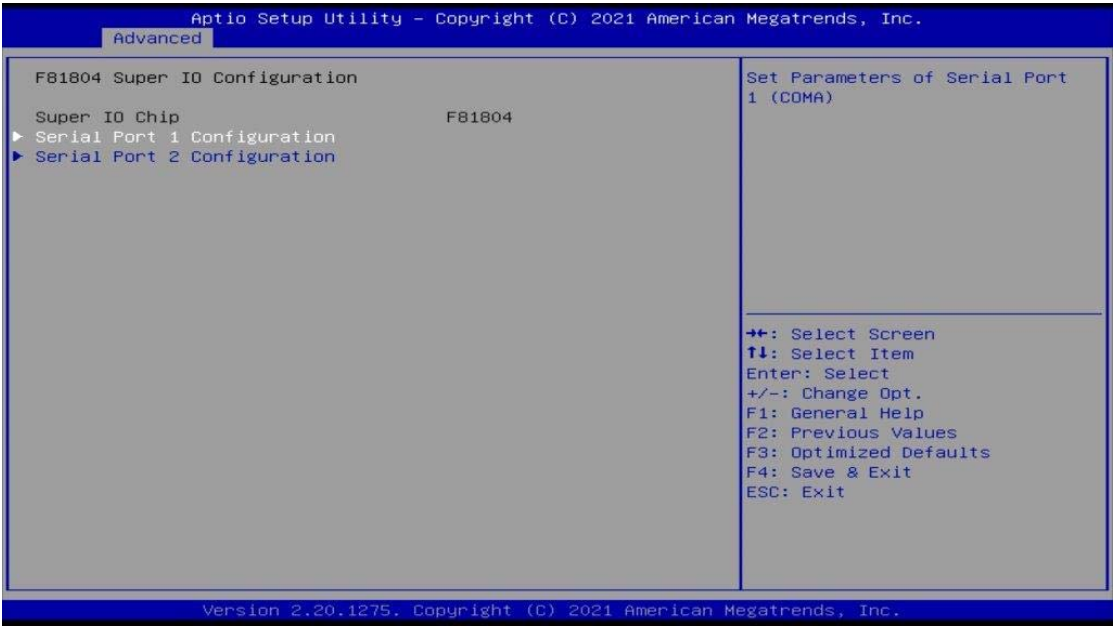 Aptio Setup Utility – Copyright (C) 2021 American Megatrends, Inc.
Advanced
F81804 Super IO Configuration
Super IO Chip F81804
▶ Serial Port 1 Configuration
▶ Serial Port 2 Configuration
Set Parameters of Serial Port
1 (COMA)
→←: Select Screen
↑↓: Select Item
Enter: Select
+/-: Change Opt.
F1: General Help
F2: Previous Values
F3: Optimized Defaults
F4: Save & Exit
ESC: Exit
Version 2.20.1275. Copyright (C) 2021 American Megatrends, Inc.